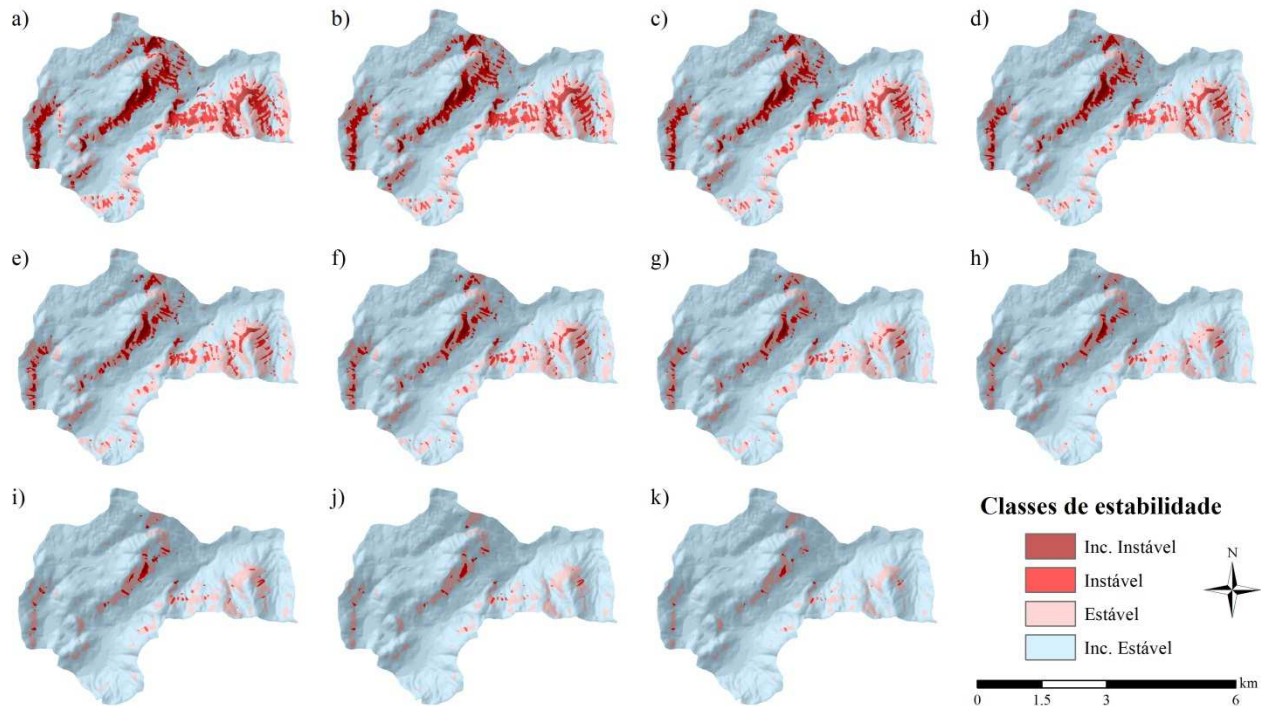 a)
b)
c)
d)
e)
f)
g)
h)
i)
j)
k)
Classes de estabilidade
Inc. Instável
Instável
Estável
Inc. Estável
N
km
0 1.5 3 6